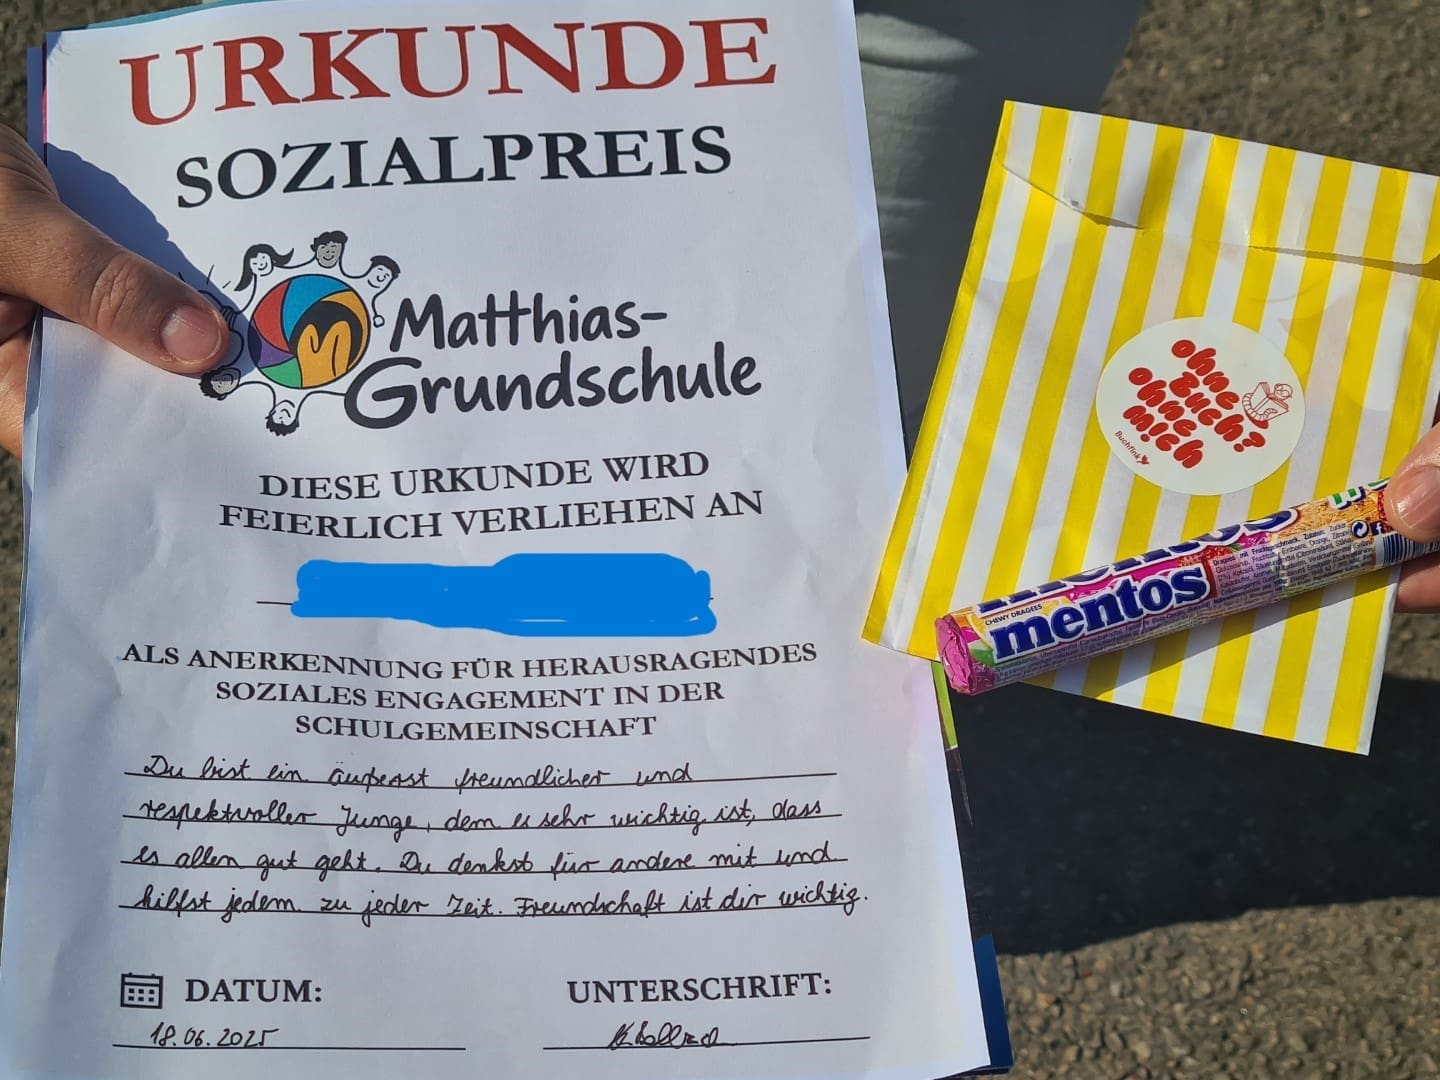 URKUNDE
SOZIALPREIS
Matthias-
Grundschule
DIESE URKUNDE WIRD
FEIERLICH VERLIEHEN AN
ALS ANERKENNUNG FÜR HERAUSRAGENDES
SOZIALES ENGAGEMENT IN DER
SCHULGEMEINSCHAFT
Du bist ein äußerst freundlicher und
respektvoller Junge, dem es sehr wichtig ist, dass
es allen gut geht. Du denkst für andere mit und
hilfst jedem zu jeder Zeit. Freundschaft ist dir wichtig.
DATUM:
18.06.2025
UNTERSCHRIFT:
ohne
Buch?
ohne
mich
Buchfink
mentos
CHEWY DRAGEES
mentos